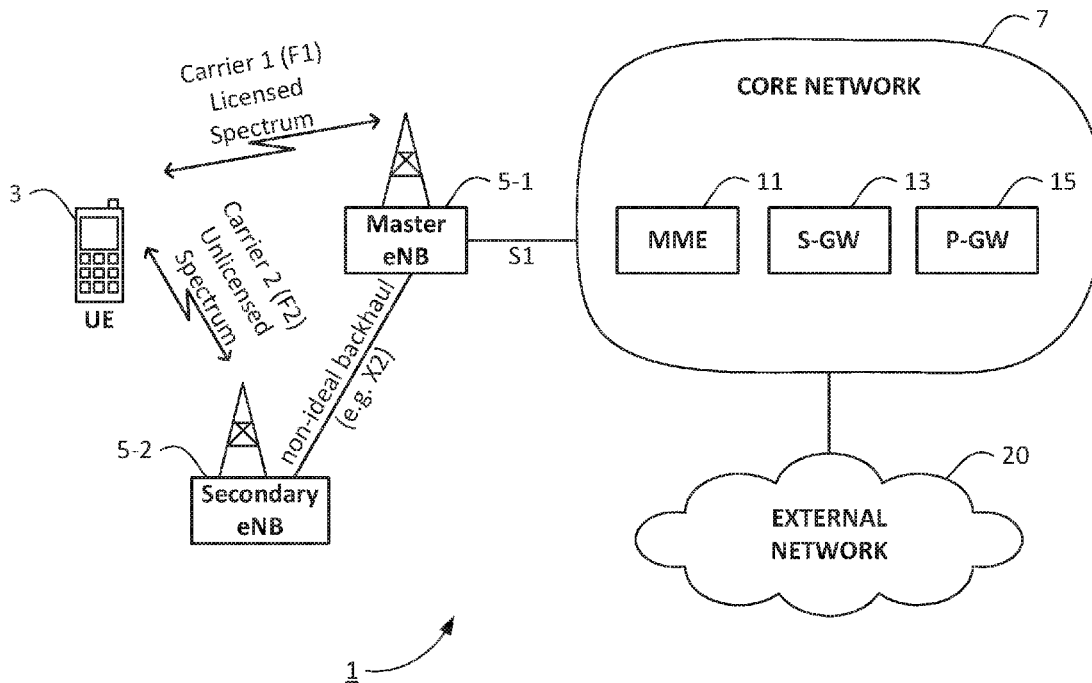 7
Carrier 1 (F1)
Licensed
Spectrum
CORE NETWORK
3
5-1
11
13
15
Carrier 2 (F2)
Unlicensed
Spectrum
Master
eNB
S1
MME
S-GW
P-GW
UE
non-ideal backhaul
(e.g. X2)
5-2
Secondary
eNB
20
EXTERNAL
NETWORK
1